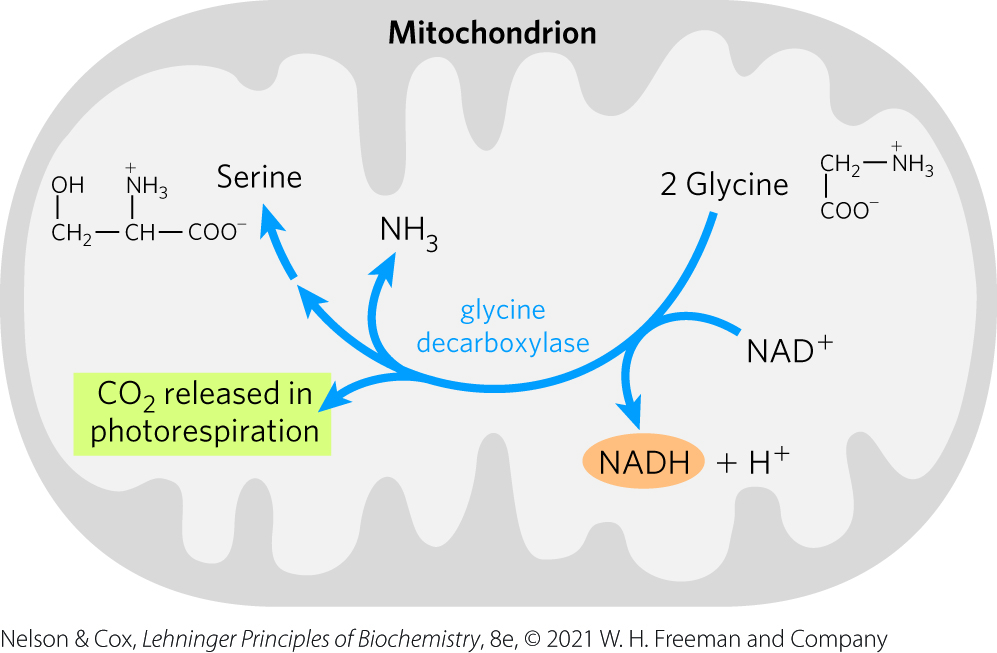 Mitochondrion
OH
+
NH3
CH2—CH—COO−
Serine
NH3
2 Glycine
+
CH2—NH3
COO−
glycine
decarboxylase
NAD+
CO2 released in
photorespiration
NADH + H+
Nelson & Cox, Lehninger Principles of Biochemistry, 8e, © 2021 W. H. Freeman and Company